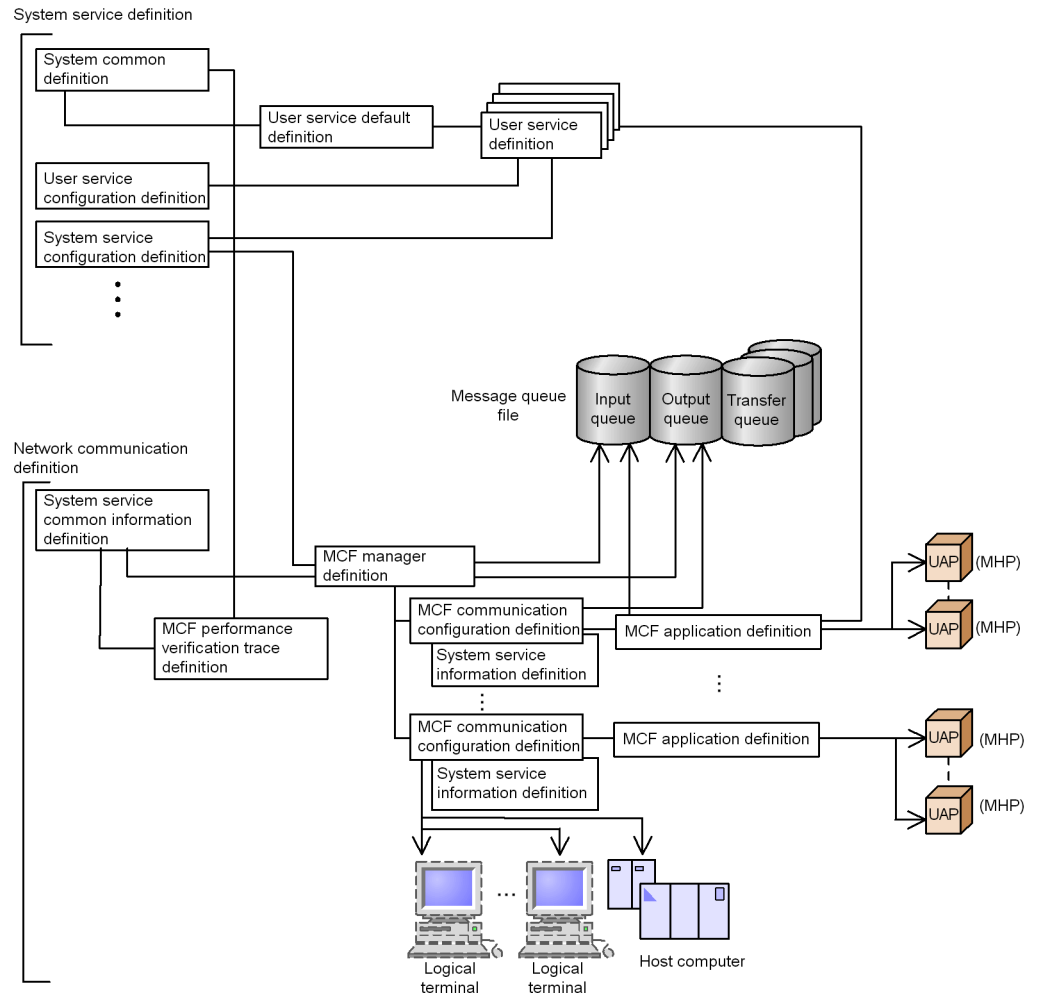 System service definition
System common
definition
User service default
definition
User service
definition
User service
configuration definition
System service
configuration definition
Message queue
file
Input
queue
Output
queue
Transfer
queue
Network communication
definition
System service
common information
definition
MCF manager
definition
UAP
(MHP)
MCF communication
configuration definition
MCF application definition
UAP
(MHP)
MCF performance
verification trace
definition
System service
information definition
MCF communication
configuration definition
MCF application definition
UAP
(MHP)
System service
information definition
UAP
(MHP)
Logical
terminal
Logical
terminal
Host computer